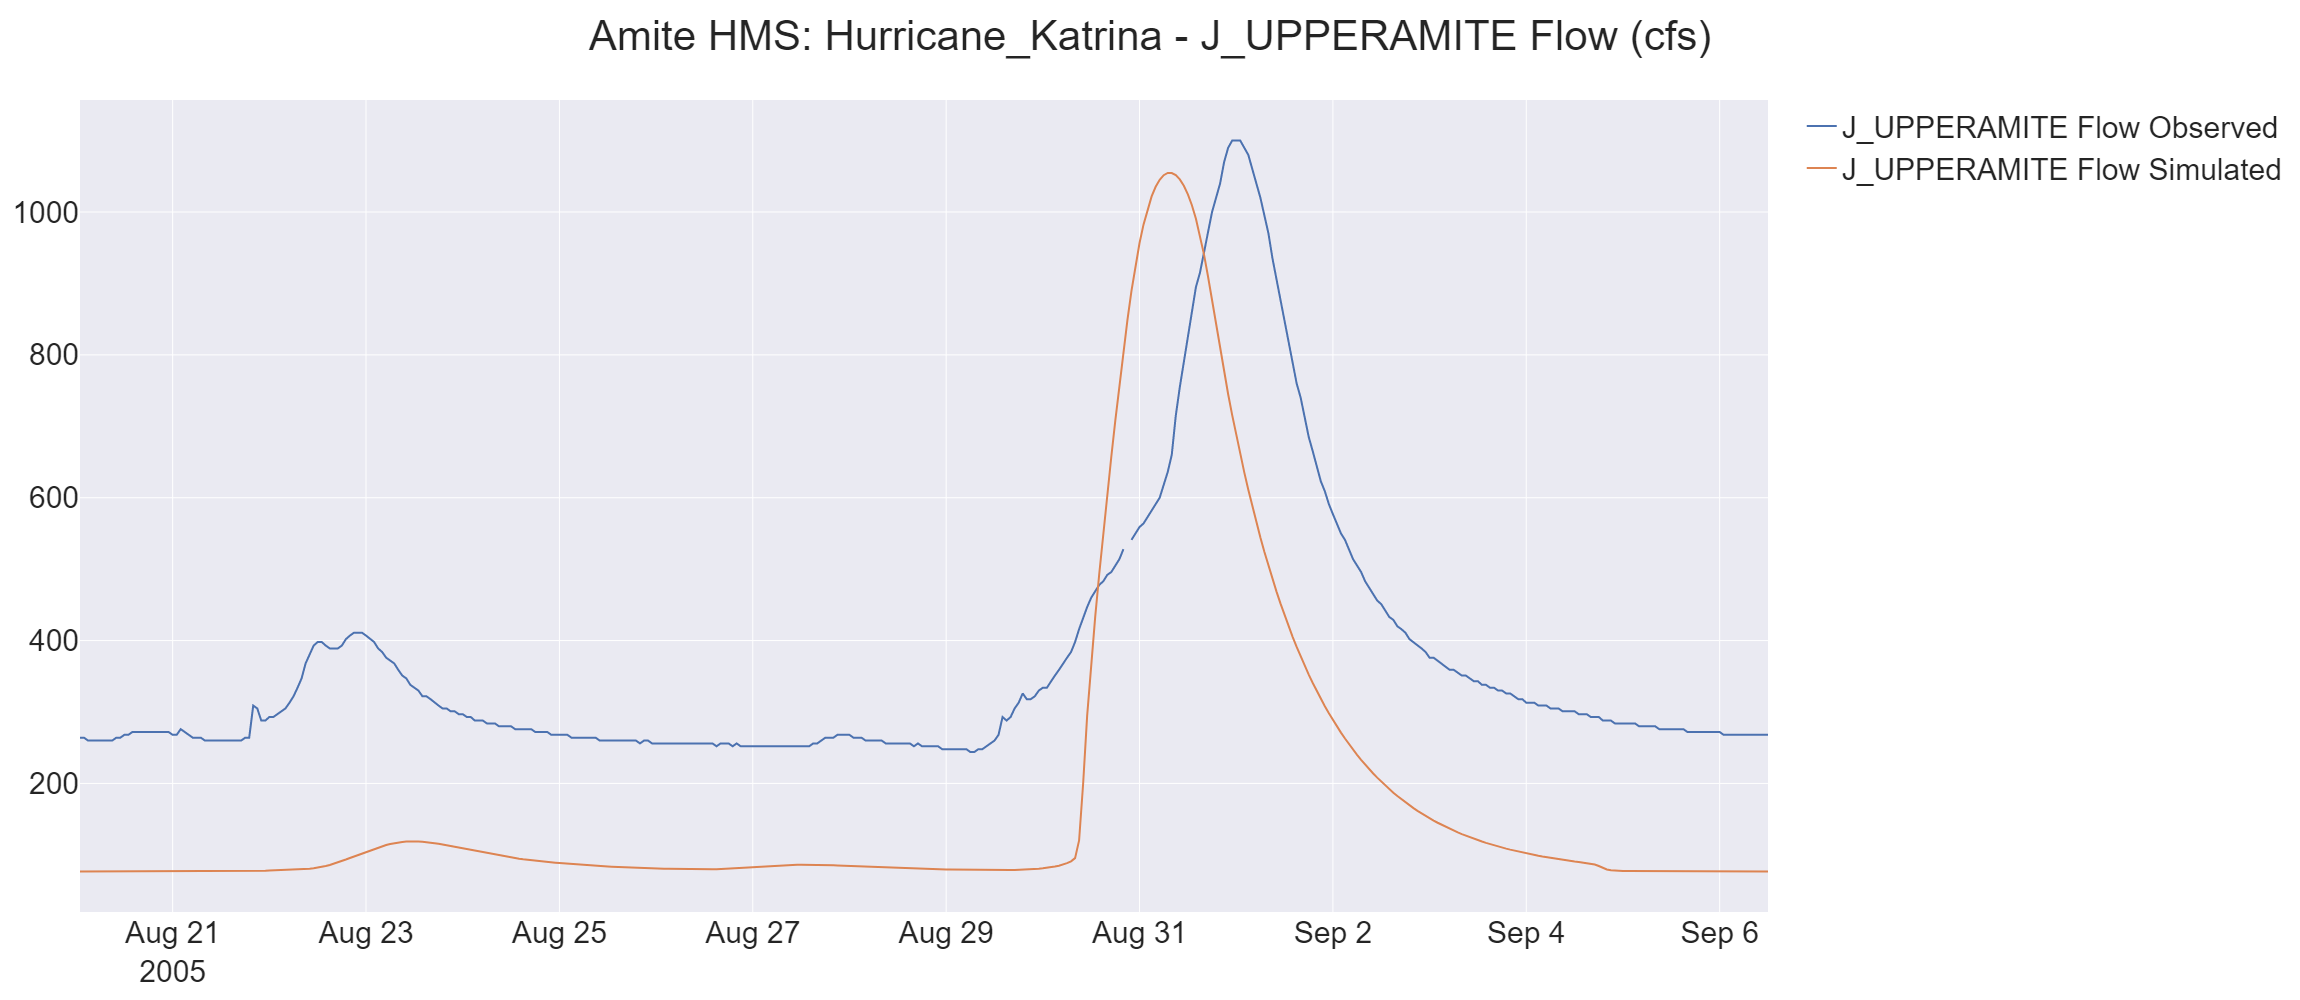 Amite HMS: Hurricane_Katrina - J_UPPERAMITE Flow (cfs)
J_UPPERAMITE Flow Observed
J_UPPERAMITE Flow Simulated
1000
800
600
400
200
Aug 21 Aug 23 Aug 25 Aug 27 Aug 29 Aug 31 Sep 2 Sep 4 Sep 6
2005